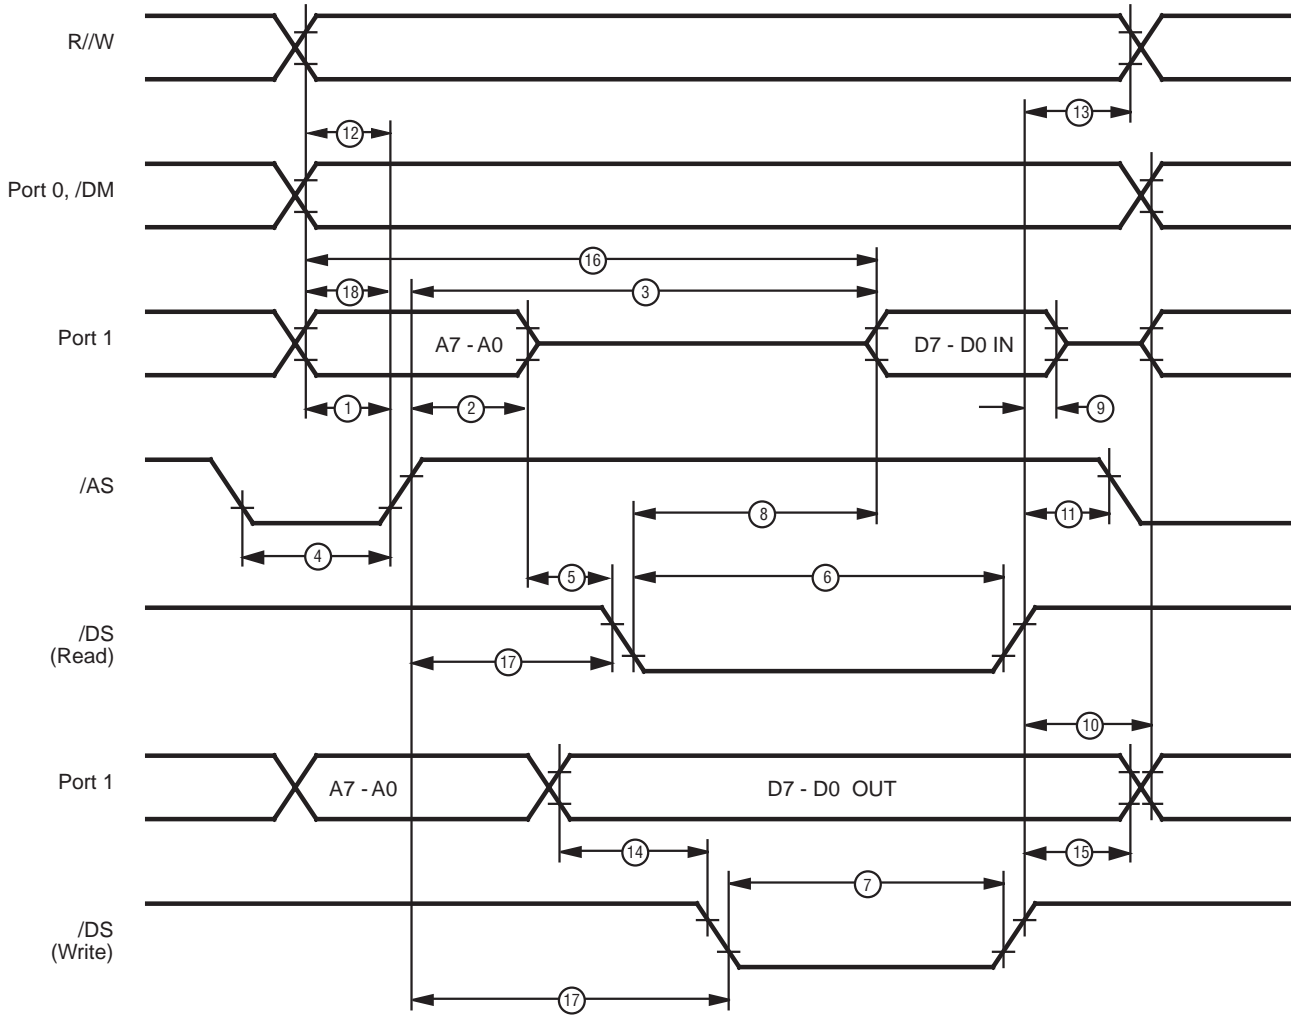 R//W
13
12
Port 0, /DM
16
18
3
Port 1
A7 - A0
D7 - D0 IN
1
2
9
/AS
8
11
4
5
6
/DS
(Read)
17
10
Port 1
A7 - A0
D7 - D0 OUT
14
15
7
/DS
(Write)
17